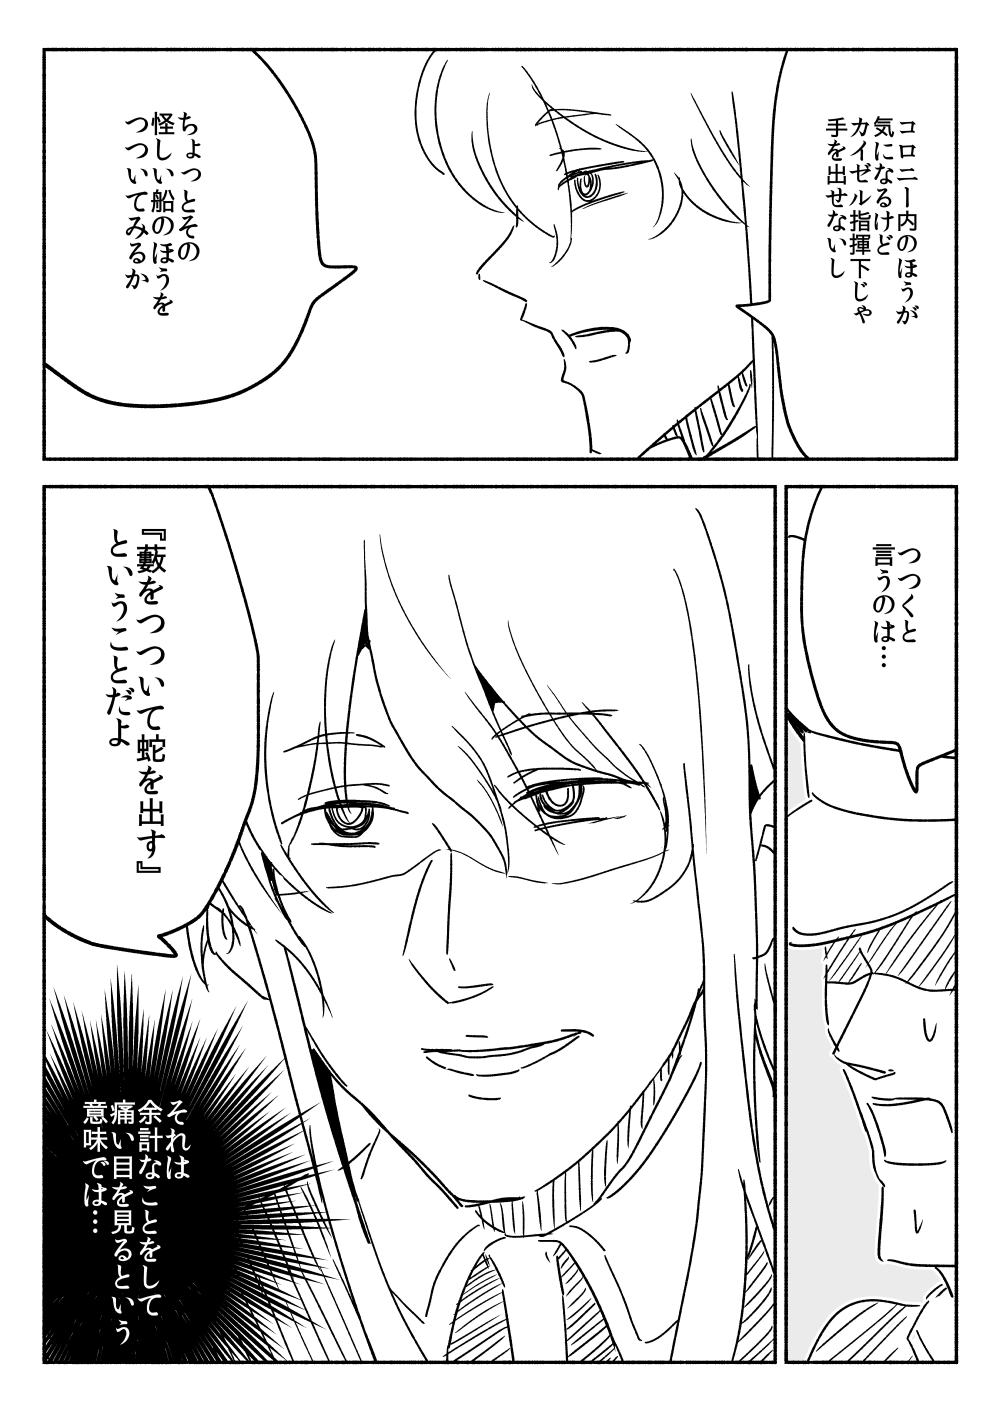 コロニー内のほうが
気になるけど
カイゼル指揮下じゃ
手を出せないし
ちょっとその
怪しい船のほうを
つついてみるか
つつくと
言うのは…
『藪をつついて蛇を出す』
ということだよ
それは
余計なことをして
痛い目を見るという
意味では…